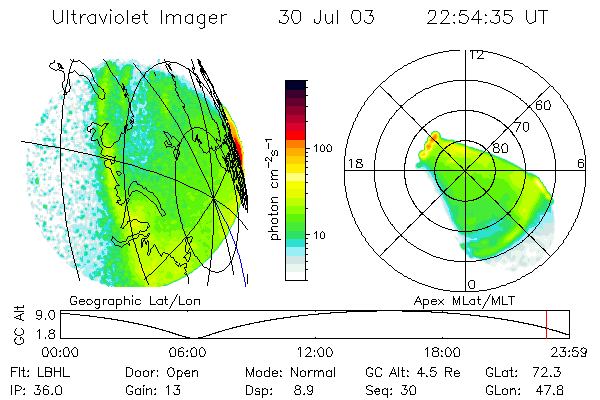 Ultraviolet Imager 30 Jul 03 22:54:35 UT
12
60
70
80
18 6
0
100
10
photon cm-2s-1
Geographic Lat/Lon Apex MLat/MLT
GC Alt
9.0
1.8
00:00 06:00 12:00 18:00 23:59
Flt: LBHL Door: Open Mode: Normal GC Alt: 4.5 Re GLat: 72.3
IP: 36.0 Gain: 13 Dsp: 8.9 Seq: 30 GLon: 47.8